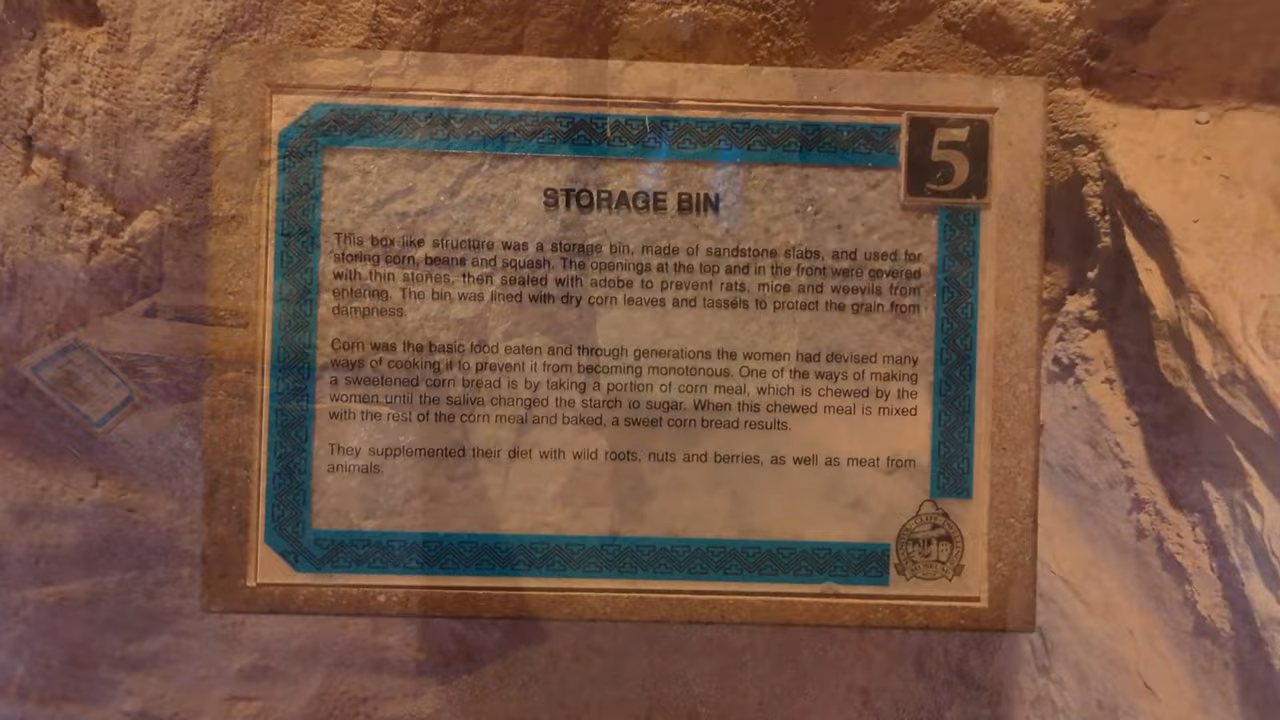 5
STORAGE BIN
This box-like structure was a storage bin, made of sandstone slabs, and used for
storing corn, beans and squash. The openings at the top and in the front were covered
with thin stones, then sealed with adobe to prevent rats, mice and weevils from
entering. The bin was lined with dry corn leaves and tassels to protect the grain from
dampness.
Corn was the basic food eaten and through generations the women had devised many
ways of cooking it to prevent it from becoming monotonous. One of the ways of making
a sweetened corn bread is by taking a portion of corn meal, which is chewed by the
women until the saliva changed the starch to sugar. When this chewed meal is mixed
with the rest of the corn meal and baked, a sweet corn bread results.
They supplemented their diet with wild roots, nuts and berries, as well as meat from
animals.
CLIFF DWELLINGS
MUSEUM